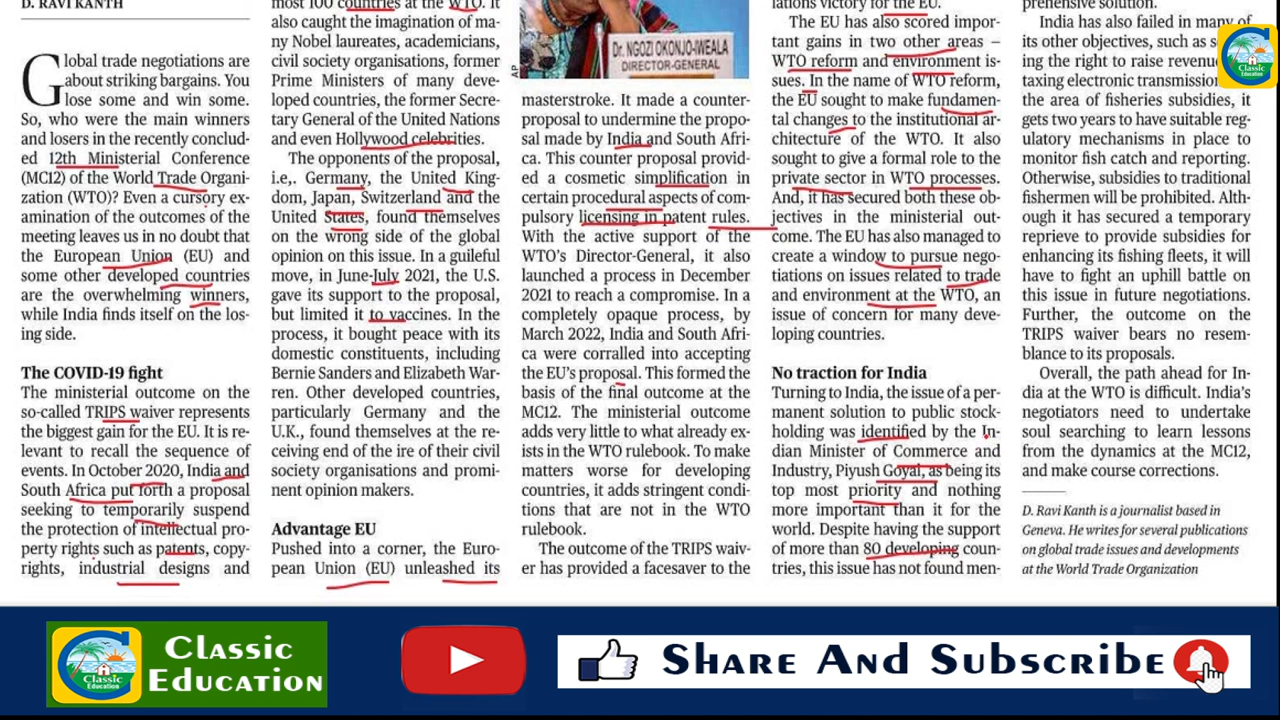 D. RAVI KANTH
Global trade negotiations are
about striking bargains. You
lose some and win some.
So, who were the main winners
and losers in the recently conclud-
ed 12th Ministerial Conference
(MC12) of the World Trade Organi-
zation (WTO)? Even a cursory ex-
amination of the outcomes of the
meeting leaves us in no doubt that
the European Union (EU) and
some other developed countries
are the overwhelming winners,
while India finds itself on the los-
ing side.
The COVID-19 fight
The ministerial outcome on the
so-called TRIPS waiver represents
the biggest gain for the EU. It is re-
levant to recall the sequence of
events. In October 2020, India and
South Africa put forth a proposal
seeking to temporarily suspend
the protection of intellectual pro-
perty rights such as patents, copy-
rights, industrial designs and
most 100 countries at the WTO. It
also caught the imagination of ma-
ny Nobel laureates, academicians,
civil society organisations, former
Prime Ministers of many deve-
loped countries, the former Secre-
tary General of the United Nations
and even Hollywood celebrities.
The opponents of the proposal,
i.e,. Germany, the United King-
dom, Japan, Switzerland and the
United States, found themselves
on the wrong side of the global
opinion on this issue. In a guileful
move, in June-July 2021, the U.S.
gave its support to the proposal,
but limited it to vaccines. In the
process, it bought peace with its
domestic constituents, including
Bernie Sanders and Elizabeth War-
ren. Other developed countries,
particularly Germany and the
U.K., found themselves at the re-
ceiving end of the ire of their civil
society organisations and promi-
nent opinion makers.
Advantage EU
Pushed into a corner, the Euro-
pean Union (EU) unleashed its
AP
Dr. NGOZI OKONJO-IWEALA
DIRECTOR-GENERAL
masterstroke. It made a counter-
proposal to undermine the propo-
sal made by India and South Afri-
ca. This counter proposal provid-
ed a cosmetic simplification in
certain procedural aspects of com-
pulsory licensing in patent rules.
With the active support of the
WTO's Director-General, it also
launched a process in December
2021 to reach a compromise. In a
completely opaque process, by
March 2022, India and South Afri-
ca were corralled into accepting
the EU's proposal. This formed the
basis of the final outcome at the
MC12. The ministerial outcome
adds very little to what already ex-
ists in the WTO rulebook. To make
matters worse for developing
countries, it adds stringent condi-
tions that are not in the WTO
rulebook.
The outcome of the TRIPS waiv-
er has provided a facesaver to the
lations victory for the EU.
The EU has also scored impor-
tant gains in two other areas –
WTO reform and environment is-
sues. In the name of WTO reform,
the EU sought to make fundamen-
tal changes to the institutional ar-
chitecture of the WTO. It also
sought to give a formal role to the
private sector in WTO processes.
And, it has secured both these ob-
jectives in the ministerial out-
come. The EU has also managed to
create a window to pursue nego-
tiations on issues related to trade
and environment at the WTO, an
issue of concern for many deve-
loping countries.
No traction for India
Turning to India, the issue of a per-
manent solution to public stock-
holding was identified by the In-
dian Minister of Commerce and
Industry, Piyush Goyal, as being its
top most priority and nothing
more important than it for the
world. Despite having the support
of more than 80 developing coun-
tries, this issue has not found men-
prehensive solution.
India has also failed in many of
its other objectives, such as
ing the right to raise revenue
taxing electronic transmission
the area of fisheries subsidies, it
gets two years to have suitable reg-
ulatory mechanisms in place to
monitor fish catch and reporting.
Otherwise, subsidies to traditional
fishermen will be prohibited. Alth-
ough it has secured a temporary
reprieve to provide subsidies for
enhancing its fishing fleets, it will
have to fight an uphill battle on
this issue in future negotiations.
Further, the outcome on the
TRIPS waiver bears no resem-
blance to its proposals.
Overall, the path ahead for In-
dia at the WTO is difficult. India's
negotiators need to undertake
soul searching to learn lessons
from the dynamics at the MC12,
and make course corrections.
D. Ravi Kanth is a journalist based in
Geneva. He writes for several publications
on global trade issues and developments
at the World Trade Organization
Classic
Education
Classic
Education
Classic
Education
Share And Subscribe